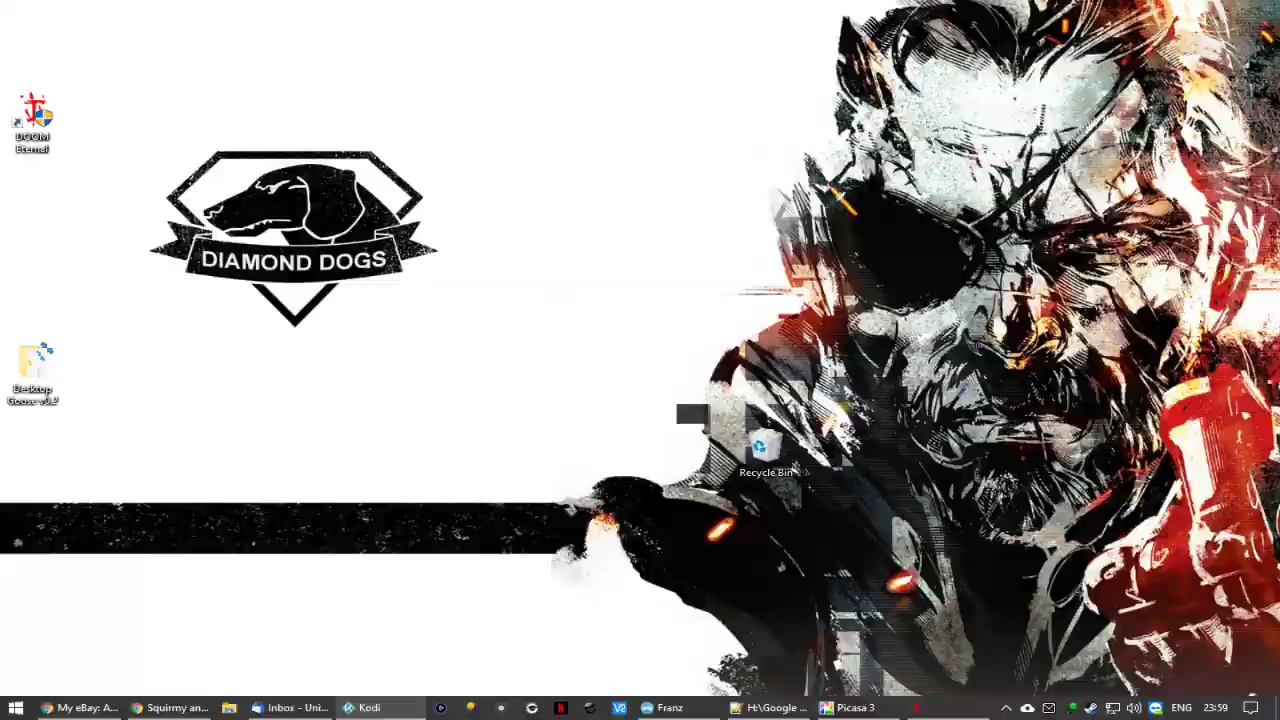 DOOM
Eternal
DIAMOND DOGS
Desktop
Goose v0.2
Recycle Bin
My eBay: A...
Squirmy an...
Inbox - Uni...
Kodi
Franz
H:\Google ...
Picasa 3
ENG
23:59